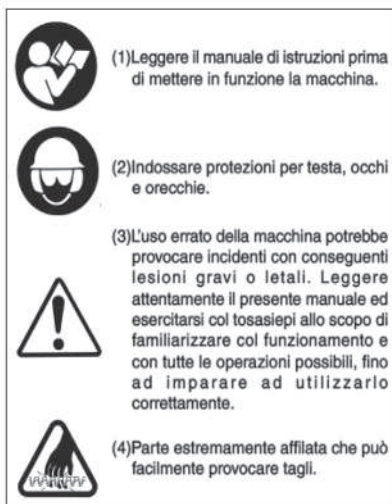 (1)Leggere il manuale di istruzioni prima
di mettere in funzione la macchina.
(2)Indossare protezioni per testa, occhi
e orecchie.
(3)L'uso errato della macchina potrebbe
provocare incidenti con conseguenti
lesioni gravi o letali. Leggere
attentamente il presente manuale ed
esercitarsi col tosasiepi allo scopo di
familiarizzare col funzionamento e
con tutte le operazioni possibili, fino
ad imparare ad utilizzarlo
correttamente.
(4)Parte estremamente affilata che può
facilmente provocare tagli.